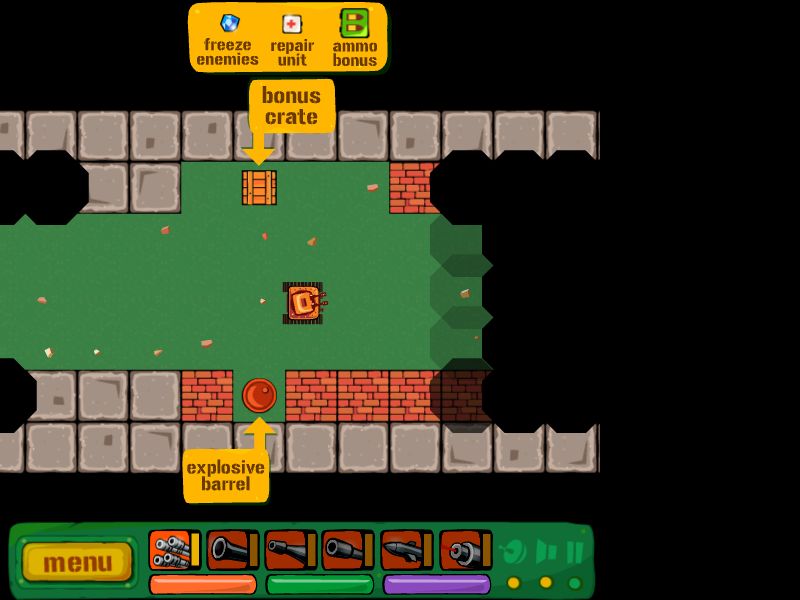 freeze
enemies
repair
unit
ammo
bonus
bonus
crate
explosive
barrel
menu